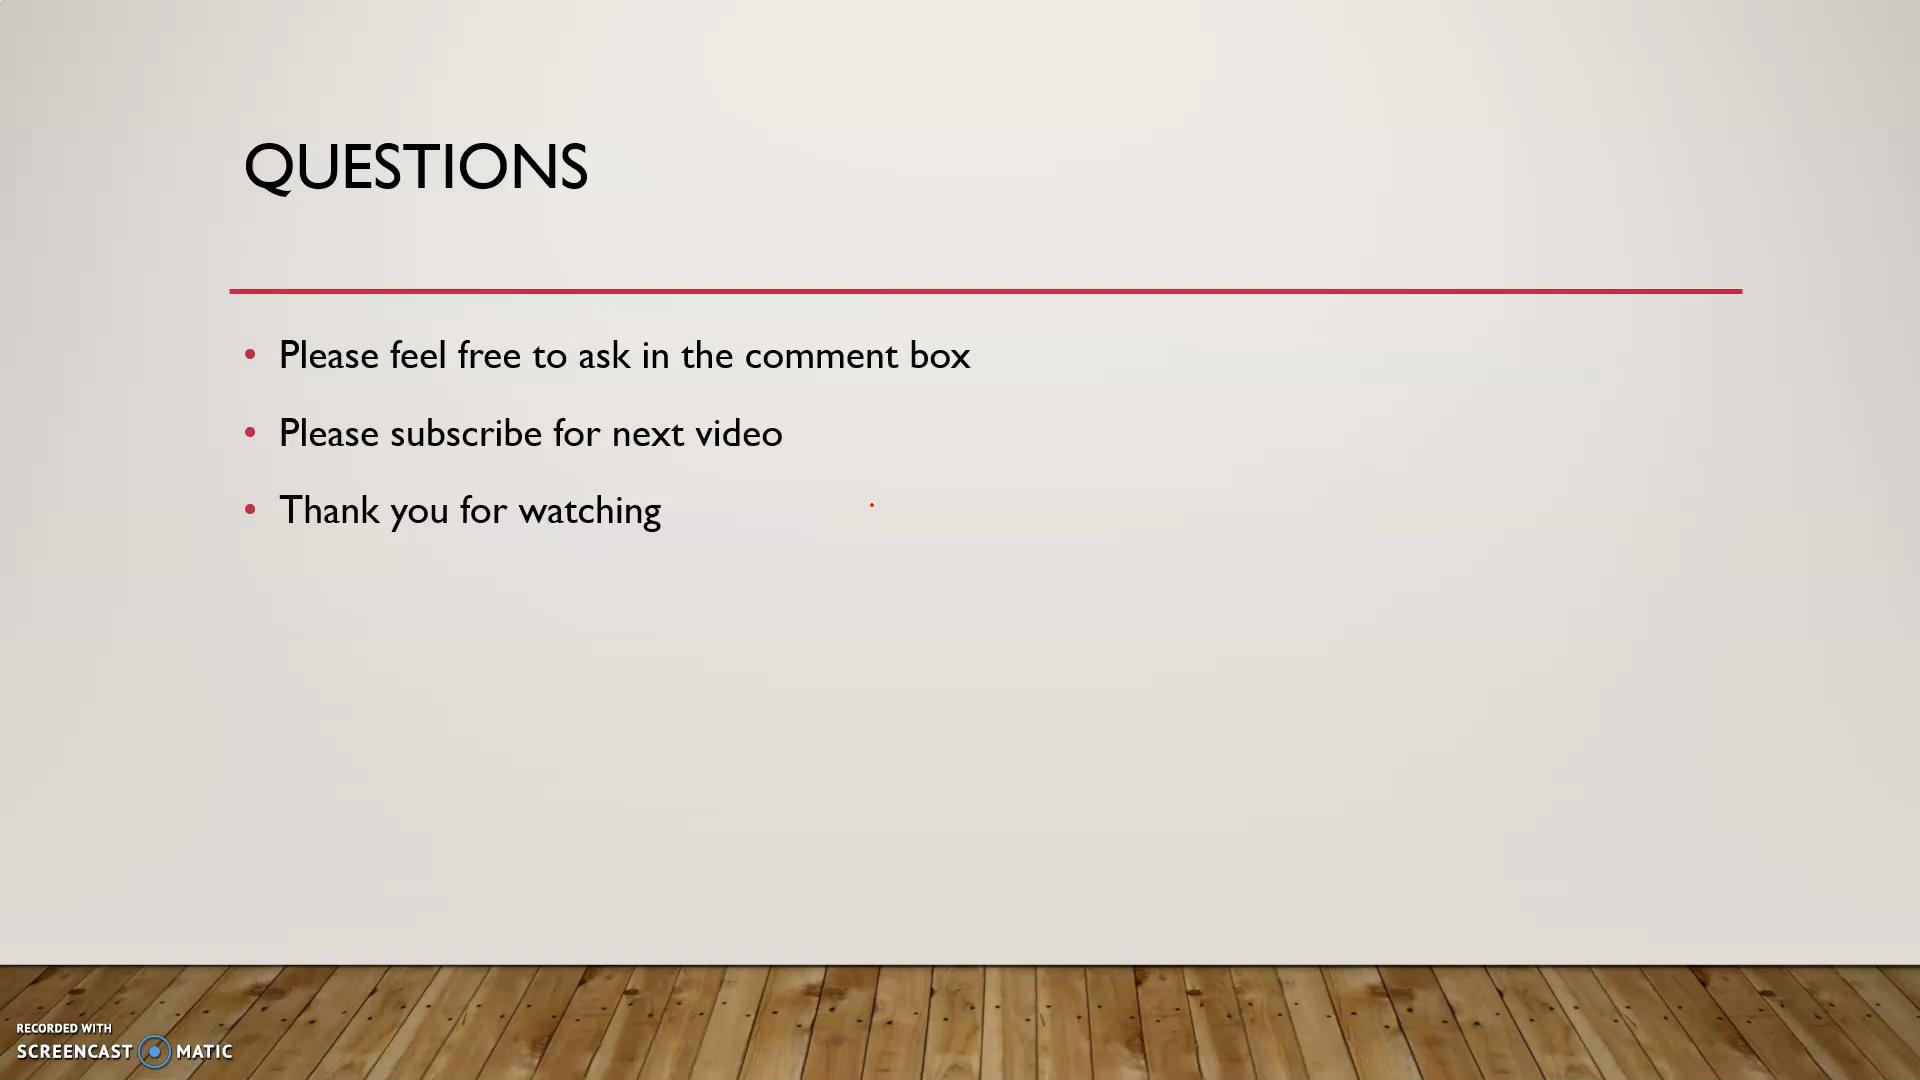 QUESTIONS
• Please feel free to ask in the comment box
• Please subscribe for next video
• Thank you for watching
RECORDED WITH
SCREENCAST MATIC